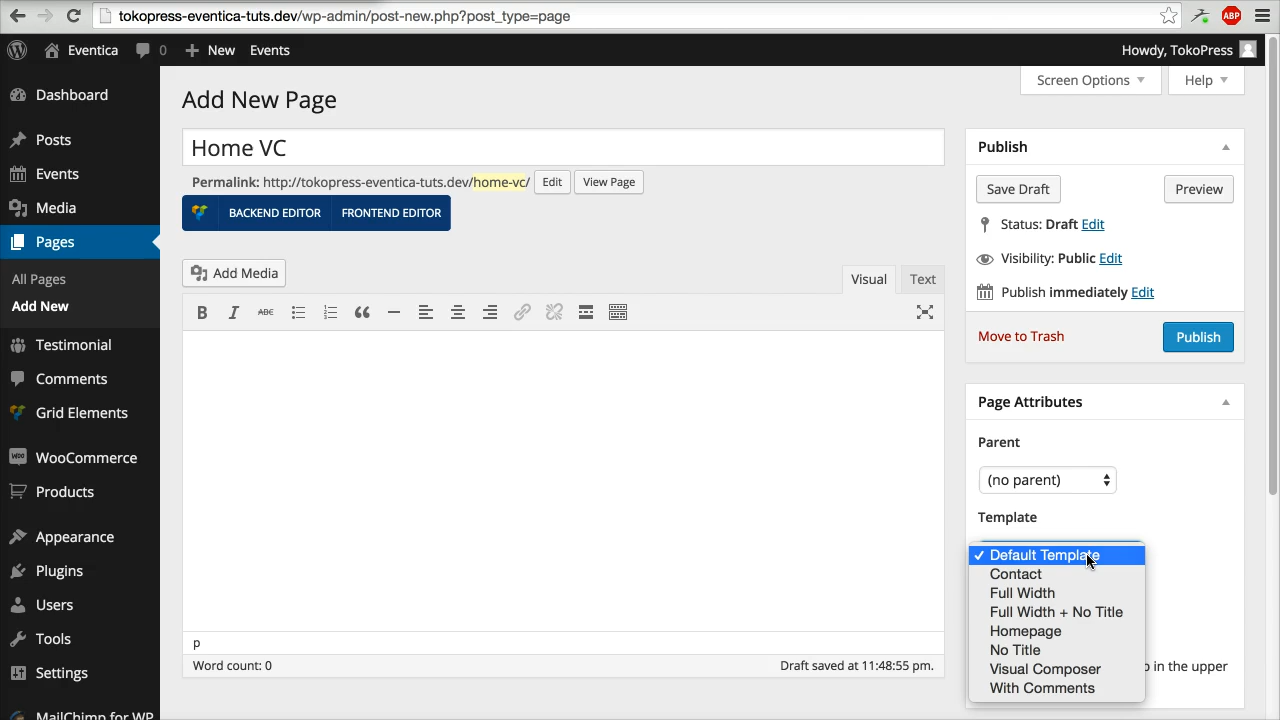 tokopress-eventica-tuts.dev/wp-admin/post-new.php?post_type=page
ABP
Eventica 0 New Events
Howdy, TokoPress
Dashboard
Posts
Events
Media
Pages
All Pages
Add New
Testimonial
Comments
Grid Elements
WooCommerce
Products
Appearance
Plugins
Users
Tools
Settings
MailChimp for WP
Screen Options
Help
Add New Page
Home VC
Permalink: http://tokopress-eventica-tuts.dev/home-vc/ Edit View Page
BACKEND EDITOR FRONTEND EDITOR
Add Media
Visual Text
B I ABC
p
Word count: 0
Draft saved at 11:48:55 pm.
Publish
Save Draft Preview
Status: Draft Edit
Visibility: Public Edit
Publish immediately Edit
Move to Trash Publish
Page Attributes
Parent
(no parent)
Template
✓ Default Template
Contact
Full Width
Full Width + No Title
Homepage
No Title
Visual Composer
With Comments
in the upper